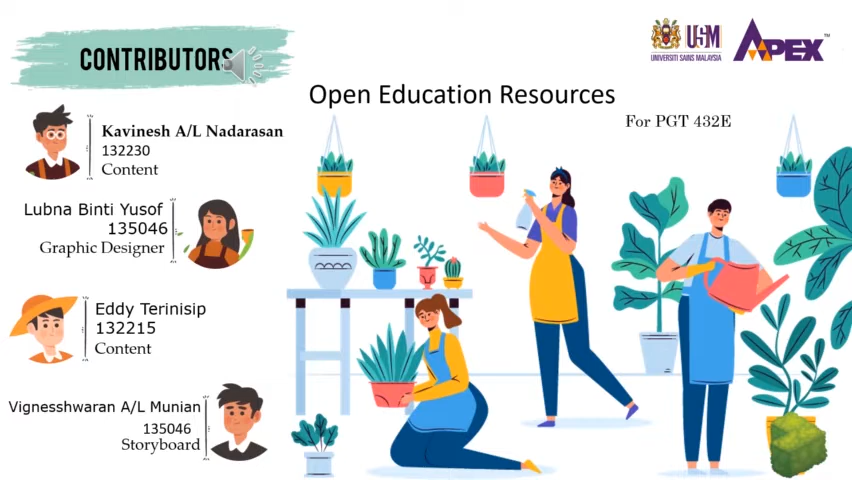 CONTRIBUTORS
USM
UNIVERSITI SAINS MALAYSIA
APEX™
Open Education Resources
For PGT 432E
Kavinesh A/L Nadarasan
132230
Content
Lubna Binti Yusof
135046
Graphic Designer
Eddy Terinisip
132215
Content
Vignesshwaran A/L Munian
135046
Storyboard